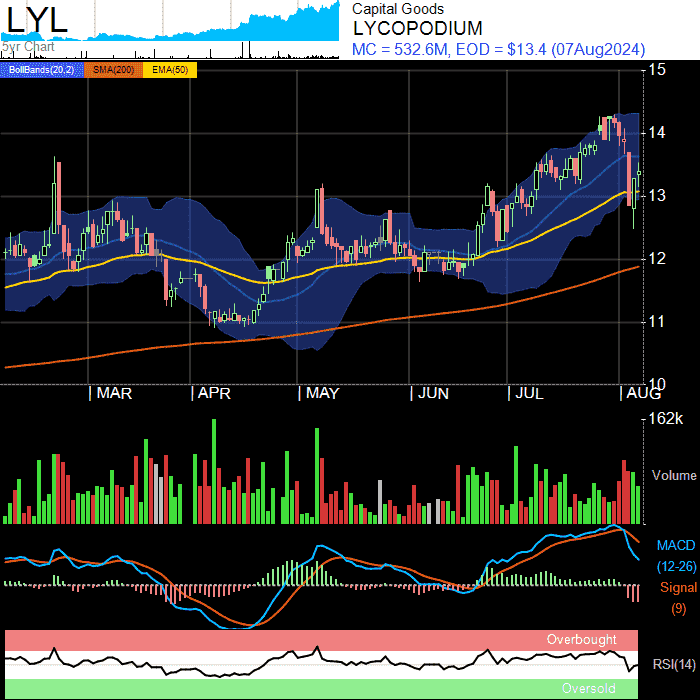 LYL
5yr Chart
Capital Goods
LYCOPODIUM
MC = 532.6M, EOD = $13.4 (07Aug2024)
BollBands(20,2) SMA(200) EMA(50)
15
14
13
12
11
10
MAR APR MAY JUN JUL AUG
162k
Volume
MACD
(12-26)
Signal
(9)
Overbought
RSI(14)
Oversold